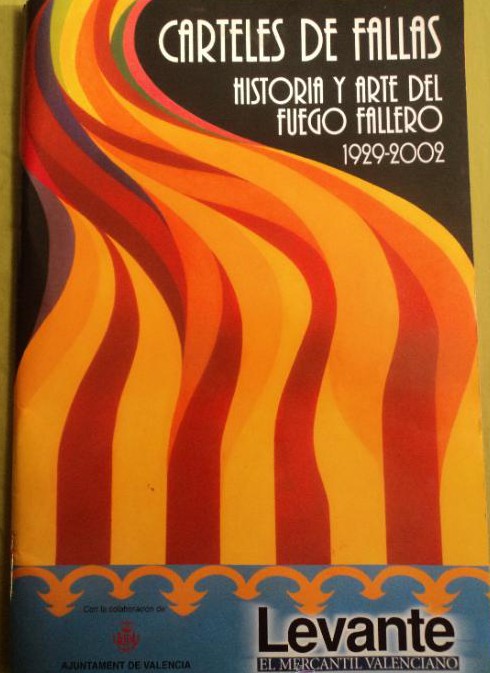 CARTELES DE FALLAS
HISTORIA Y ARTE DEL
FUEGO FALLERO
1929-2002
Con la colaboración de:
AJUNTAMENT DE VALENCIA
Levante
EL MERCANTIL VALENCIANO